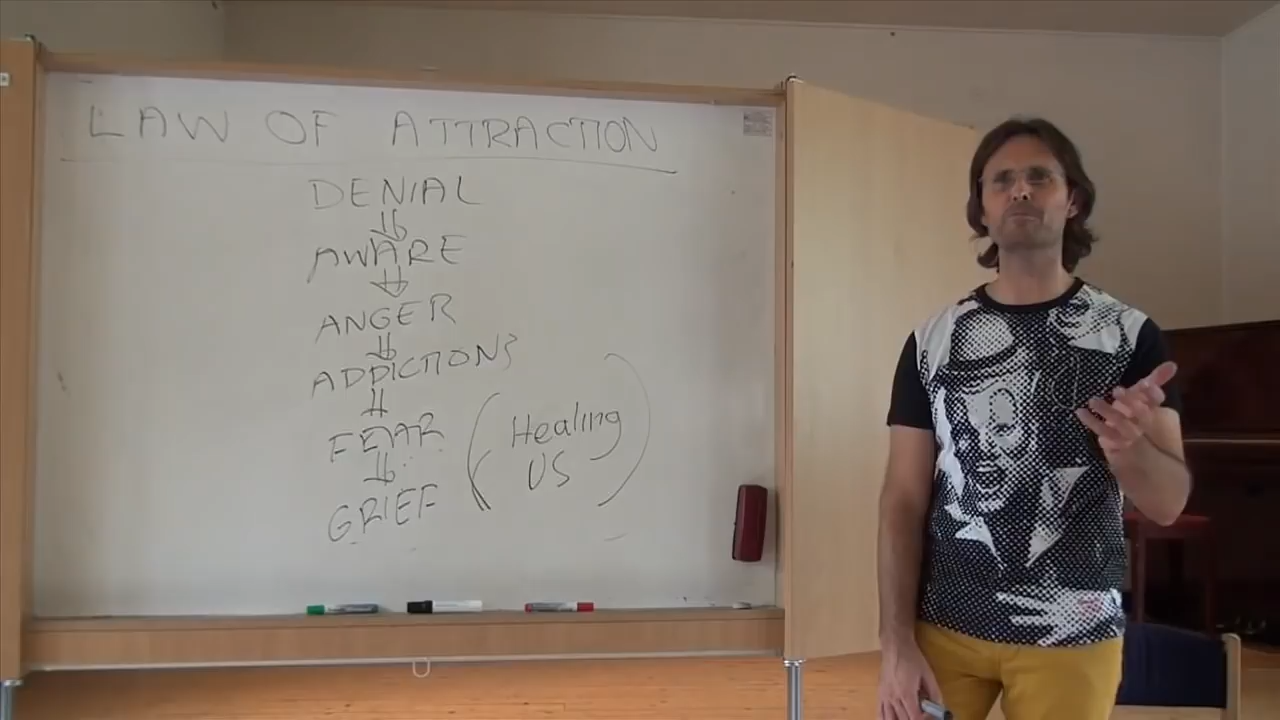 LAW OF ATTRACTION
DENIAL
AWARE
ANGER
ADDICTIONS
FEAR
GRIEF
(Healing
US)